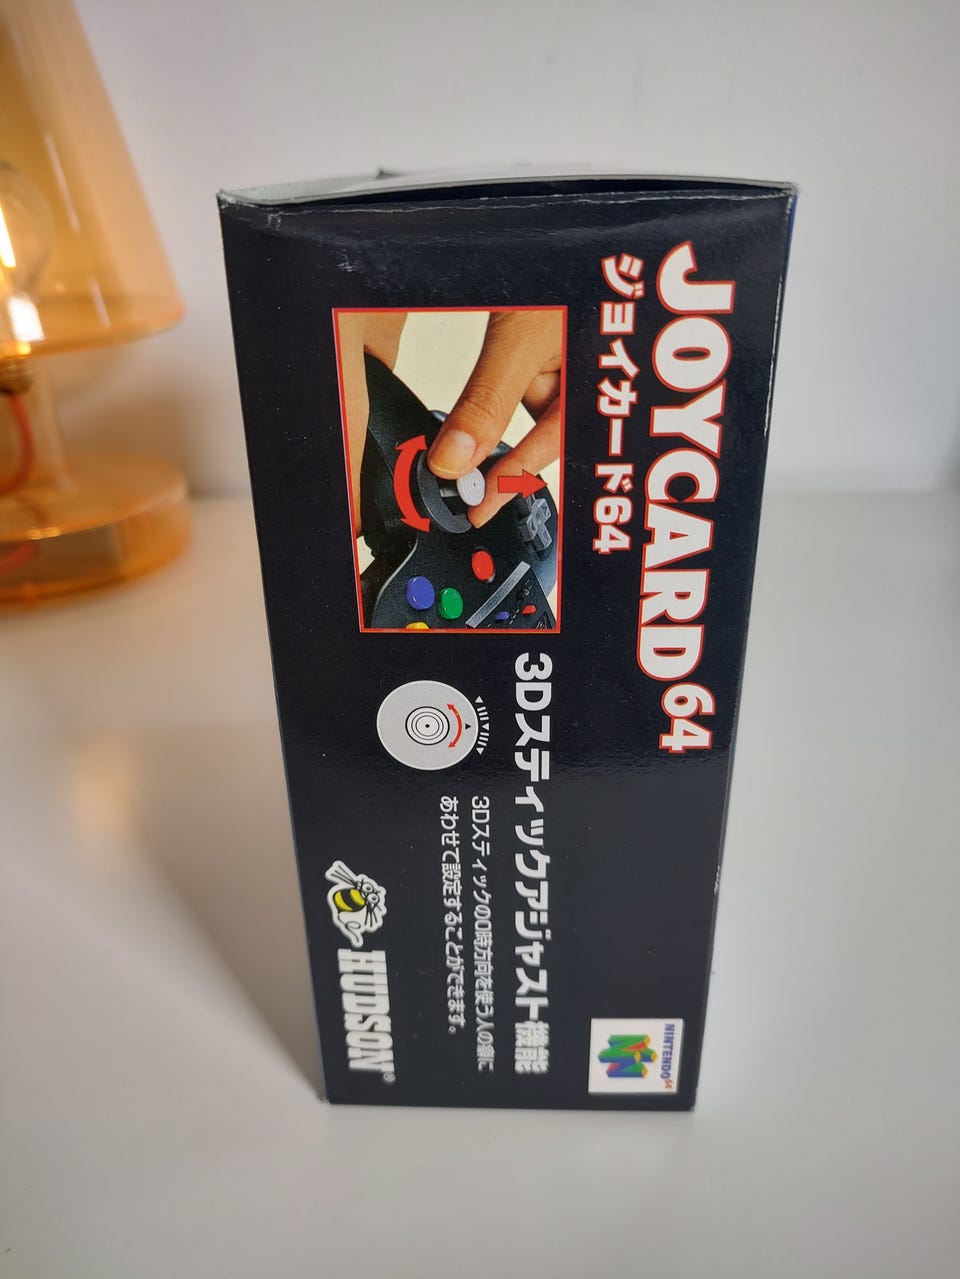 JOYCARD64
ジョイカード64
3Dスティックアジャスト機能
3Dスティックの0時方向を使う人の癖に
あわせて設定することができます。
HUDSON®
NINTENDO64